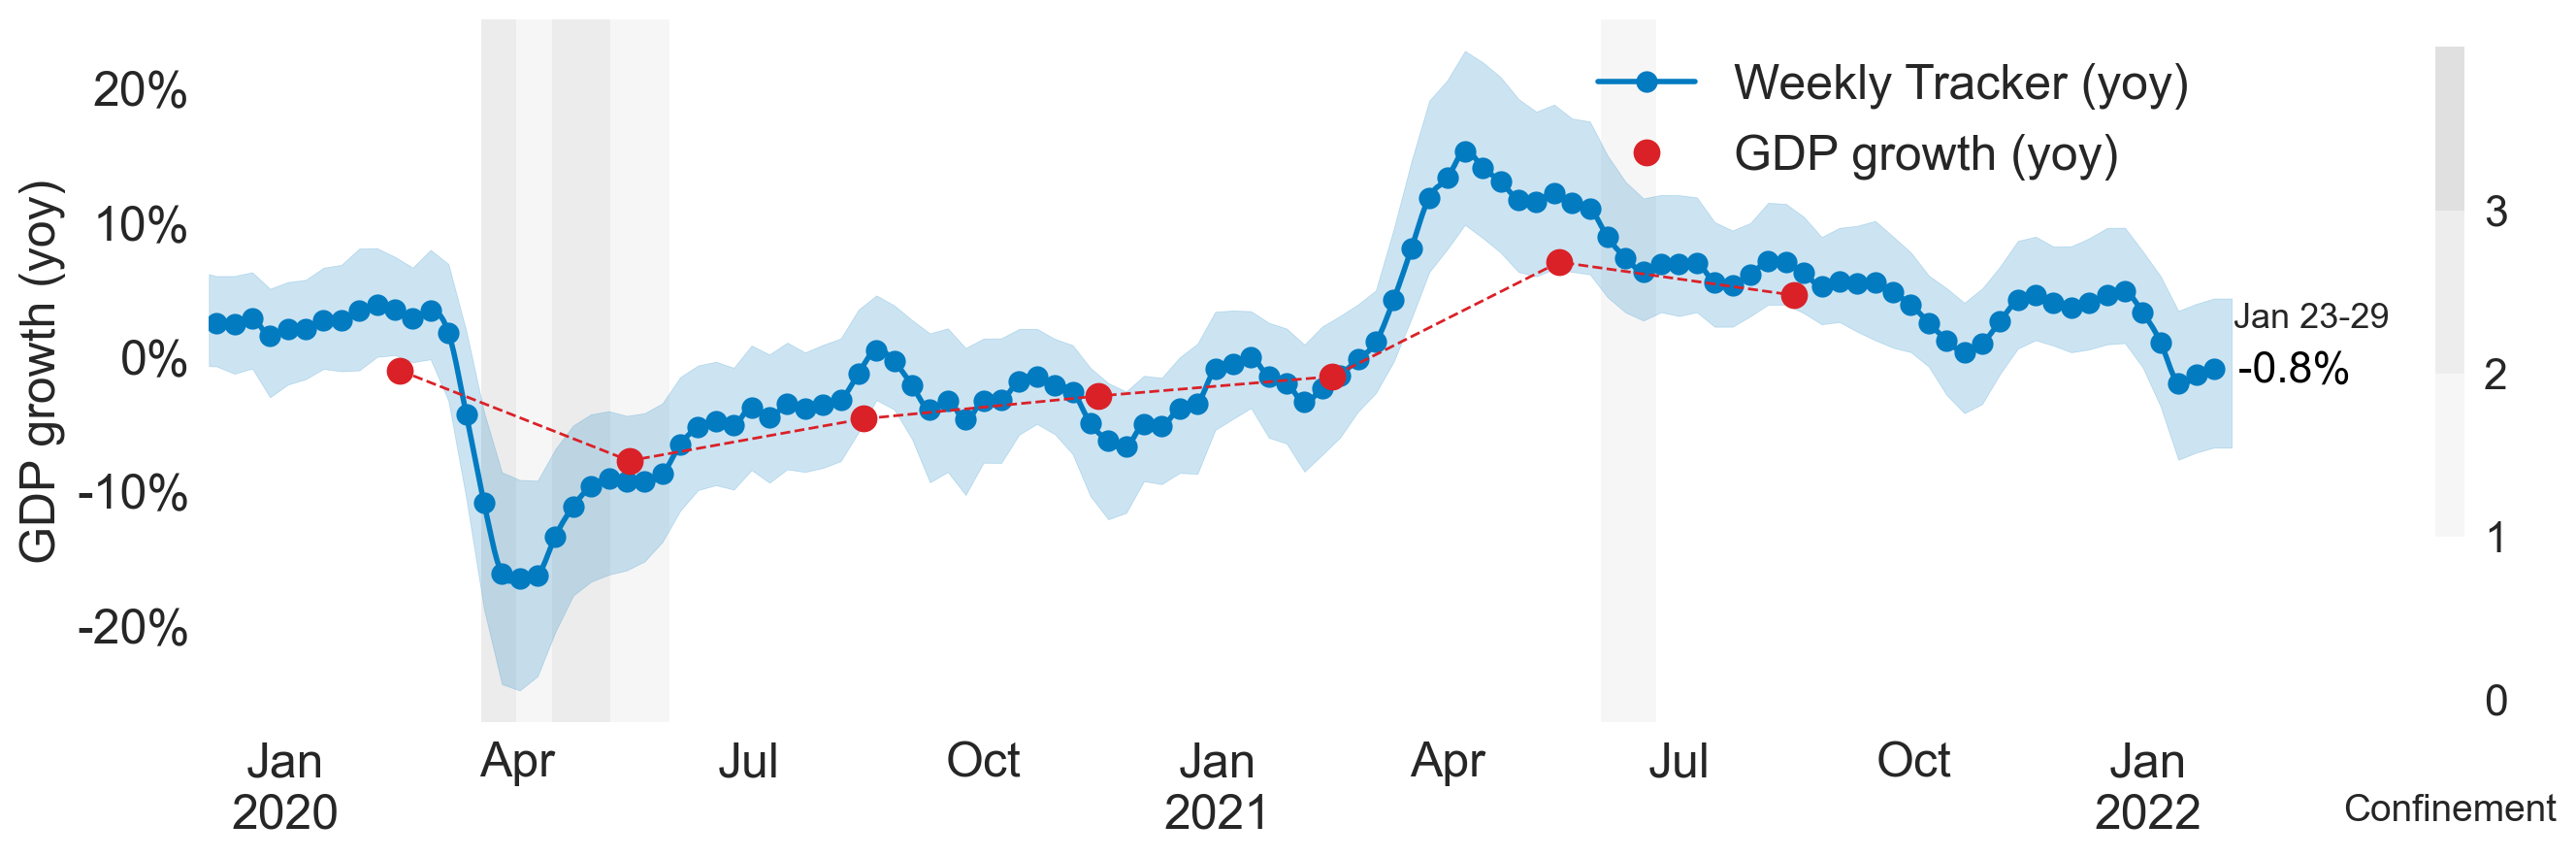 GDP growth (yoy)
20%
10%
0%
-10%
-20%
Weekly Tracker (yoy)
GDP growth (yoy)
Jan 23-29
-0.8%
3
2
1
0
Jan Apr Jul Oct Jan Apr Jul Oct Jan
2020 2021 2022
Confinement